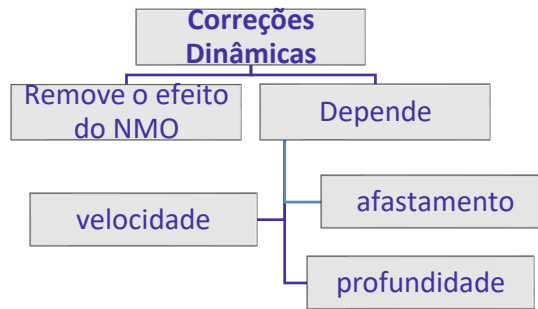 Correções
Dinâmicas
Remove o efeito
do NMO
Depende
velocidade
afastamento
profundidade